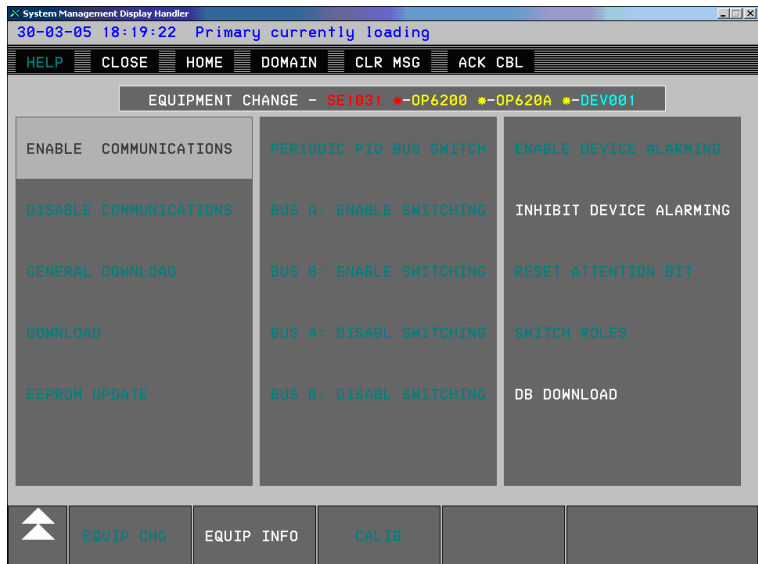 System Management Display Handler
30-03-05 18:19:22 Primary currently loading
HELP CLOSE HOME DOMAIN CLR MSG ACK CBL
EQUIPMENT CHANGE - SE1031 *-OP6200 *-OP620A *-DEV001
ENABLE COMMUNICATIONS
DISABLE COMMUNICATIONS
GENERAL DOWNLOAD
DOWNLOAD
EEPROM UPDATE
PERIODIC PIO BUS SWITCH
BUS A: ENABLE SWITCHING
BUS B: ENABLE SWITCHING
BUS A: DISABL SWITCHING
BUS B: DISABL SWITCHING
ENABLE DEVICE ALARMING
INHIBIT DEVICE ALARMING
RESET ATTENTION BIT
SWITCH ROLES
DB DOWNLOAD
EQUIP CHG EQUIP INFO CALIB